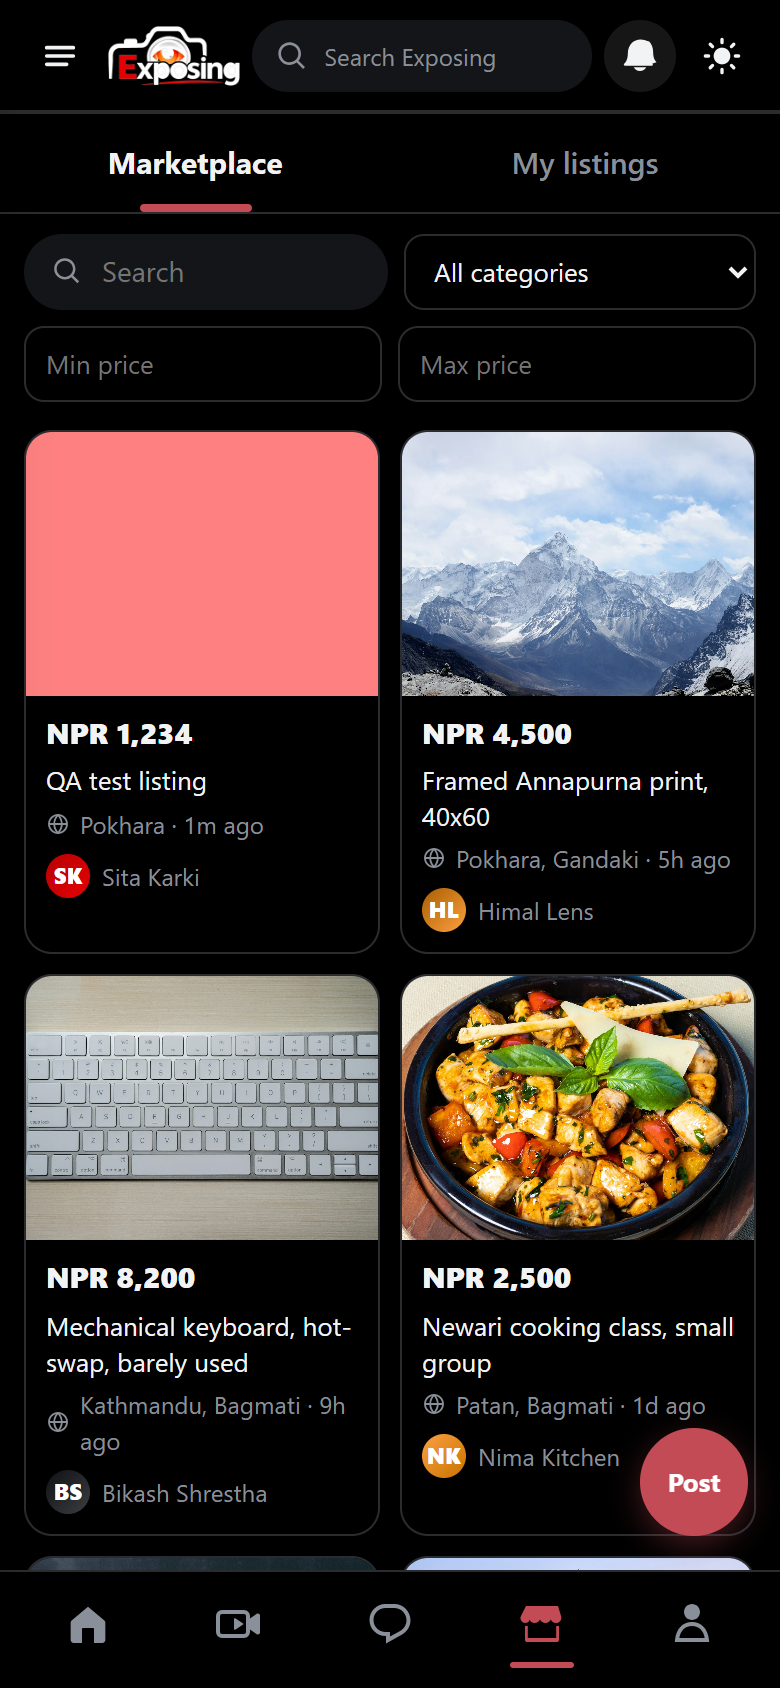 Exposing
Search Exposing
Marketplace
My listings
Search
All categories
Min price
Max price
NPR 1,234
QA test listing
Pokhara · 1m ago
SK
Sita Karki
NPR 4,500
Framed Annapurna print,
40x60
Pokhara, Gandaki · 5h ago
HL
Himal Lens
NPR 8,200
Mechanical keyboard, hot-
swap, barely used
Kathmandu, Bagmati · 9h
ago
BS
Bikash Shrestha
NPR 2,500
Newari cooking class, small
group
Patan, Bagmati · 1d ago
NK
Nima Kitchen
Post